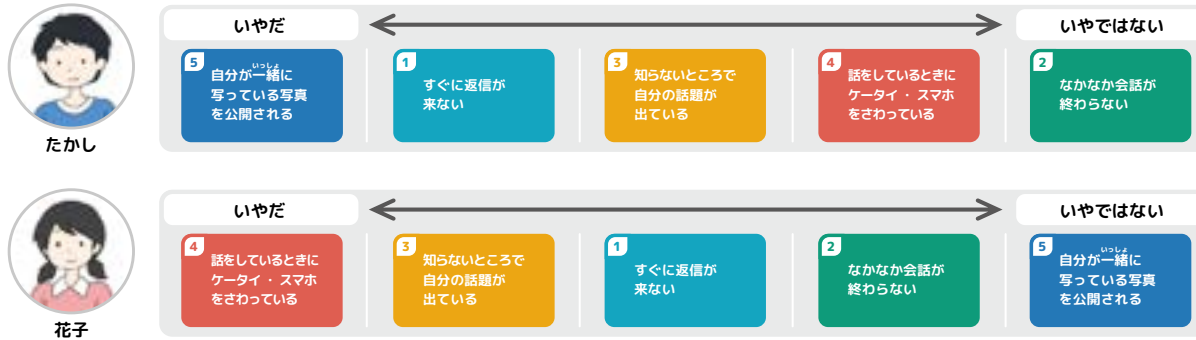 いやだ
いやではない
5
自分が一緒に
いっしょ
写っている写真
を公開される
1
すぐに返信が
来ない
3
知らないところで
自分の話題が
出ている
4
話をしているときに
ケータイ・スマホ
をさわっている
2
なかなか会話が
終わらない
たかし
いやだ
いやではない
4
話をしているときに
ケータイ・スマホ
をさわっている
3
知らないところで
自分の話題が
出ている
1
すぐに返信が
来ない
2
なかなか会話が
終わらない
5
自分が一緒に
いっしょ
写っている写真
を公開される
花子